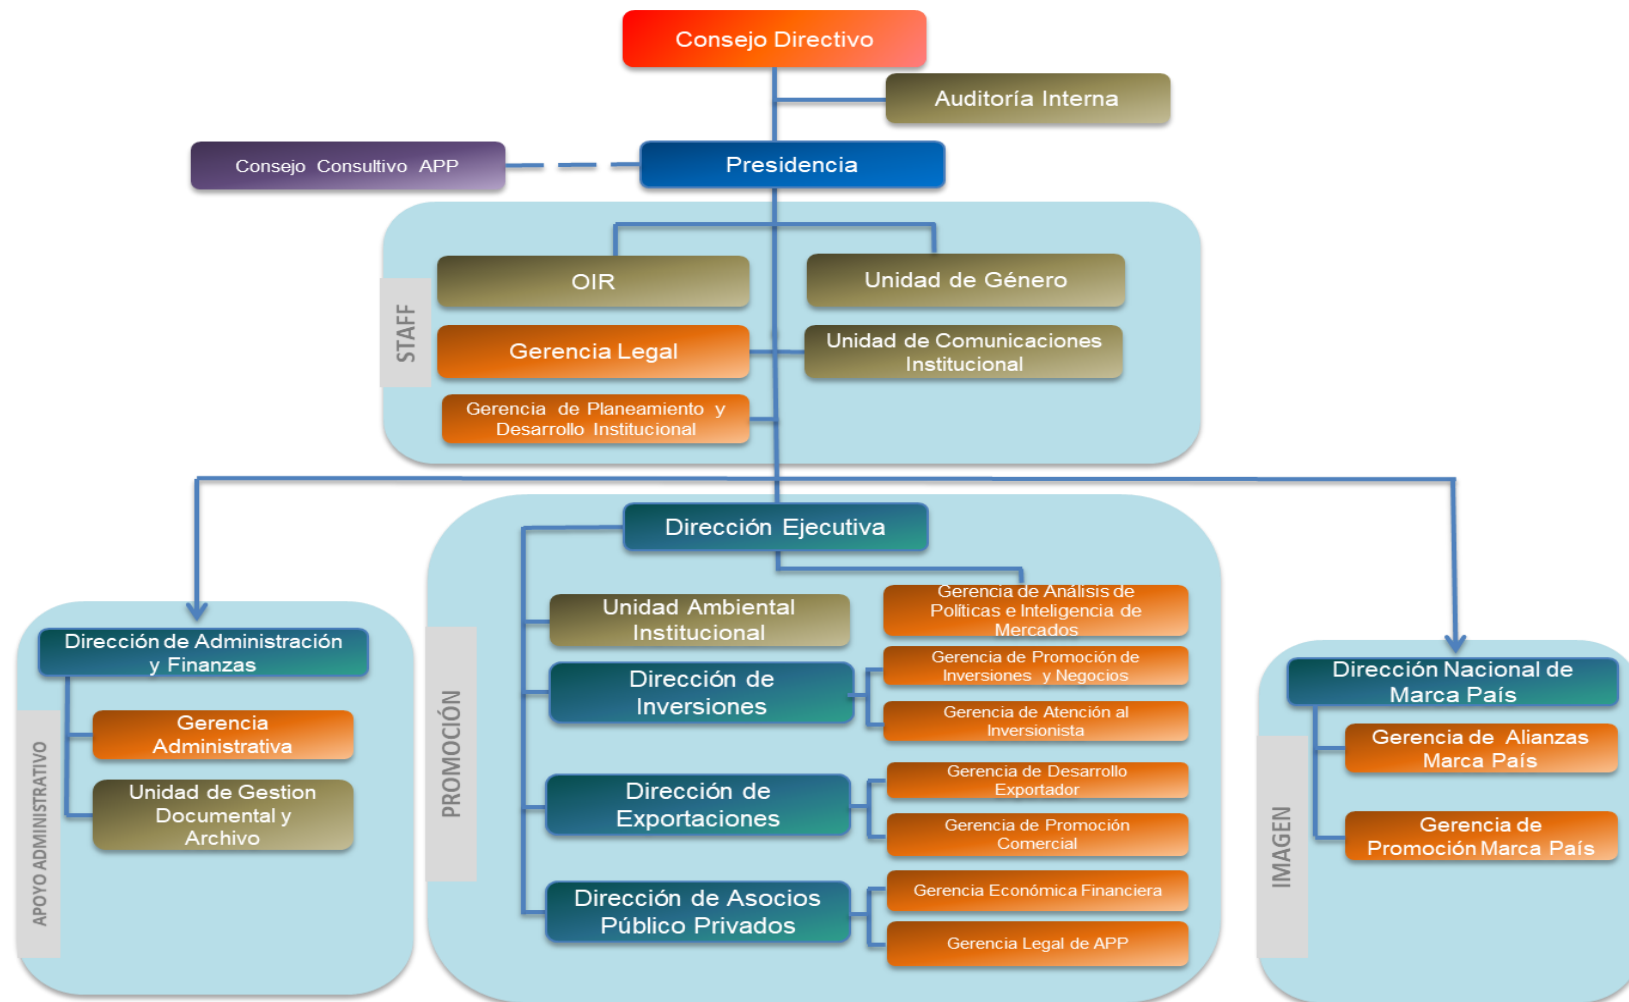 Consejo Directivo
Auditoría Interna
Consejo Consultivo APP
Presidencia
STAFF
OIR
Unidad de Género
Gerencia Legal
Unidad de Comunicaciones
Institucional
Gerencia de Planeamiento y
Desarrollo Institucional
Dirección Ejecutiva
PROMOCIÓN
Unidad Ambiental
Institucional
Gerencia de Análisis de
Políticas e Inteligencia de
Mercados
Dirección de
Inversiones
Gerencia de Promoción de
Inversiones y Negocios
Gerencia de Atención al
Inversionista
Dirección de
Exportaciones
Gerencia de Desarrollo
Exportador
Gerencia de Promoción
Comercial
Dirección de Asocios
Público Privados
Gerencia Económica Financiera
Gerencia Legal de APP
APOYO ADMINISTRATIVO
Dirección de Administración
y Finanzas
Gerencia
Administrativa
Unidad de Gestion
Documental y
Archivo
IMAGEN
Dirección Nacional de
Marca País
Gerencia de Alianzas
Marca País
Gerencia de
Promoción Marca País